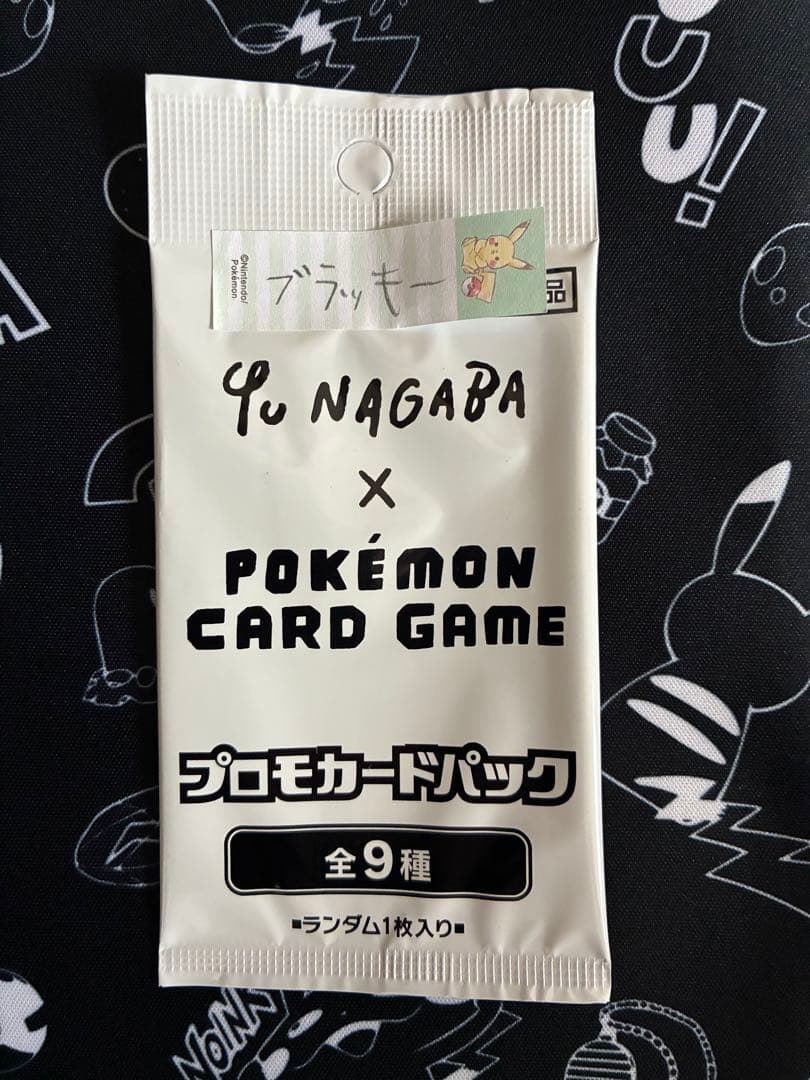 ©Nintendo/
Pokémon
ブラッキー
品
Yu NAGABA
×
POKÉMON
CARD GAME
プロモカードパック
全9種
▪ランダム1枚入り▪
NOINK